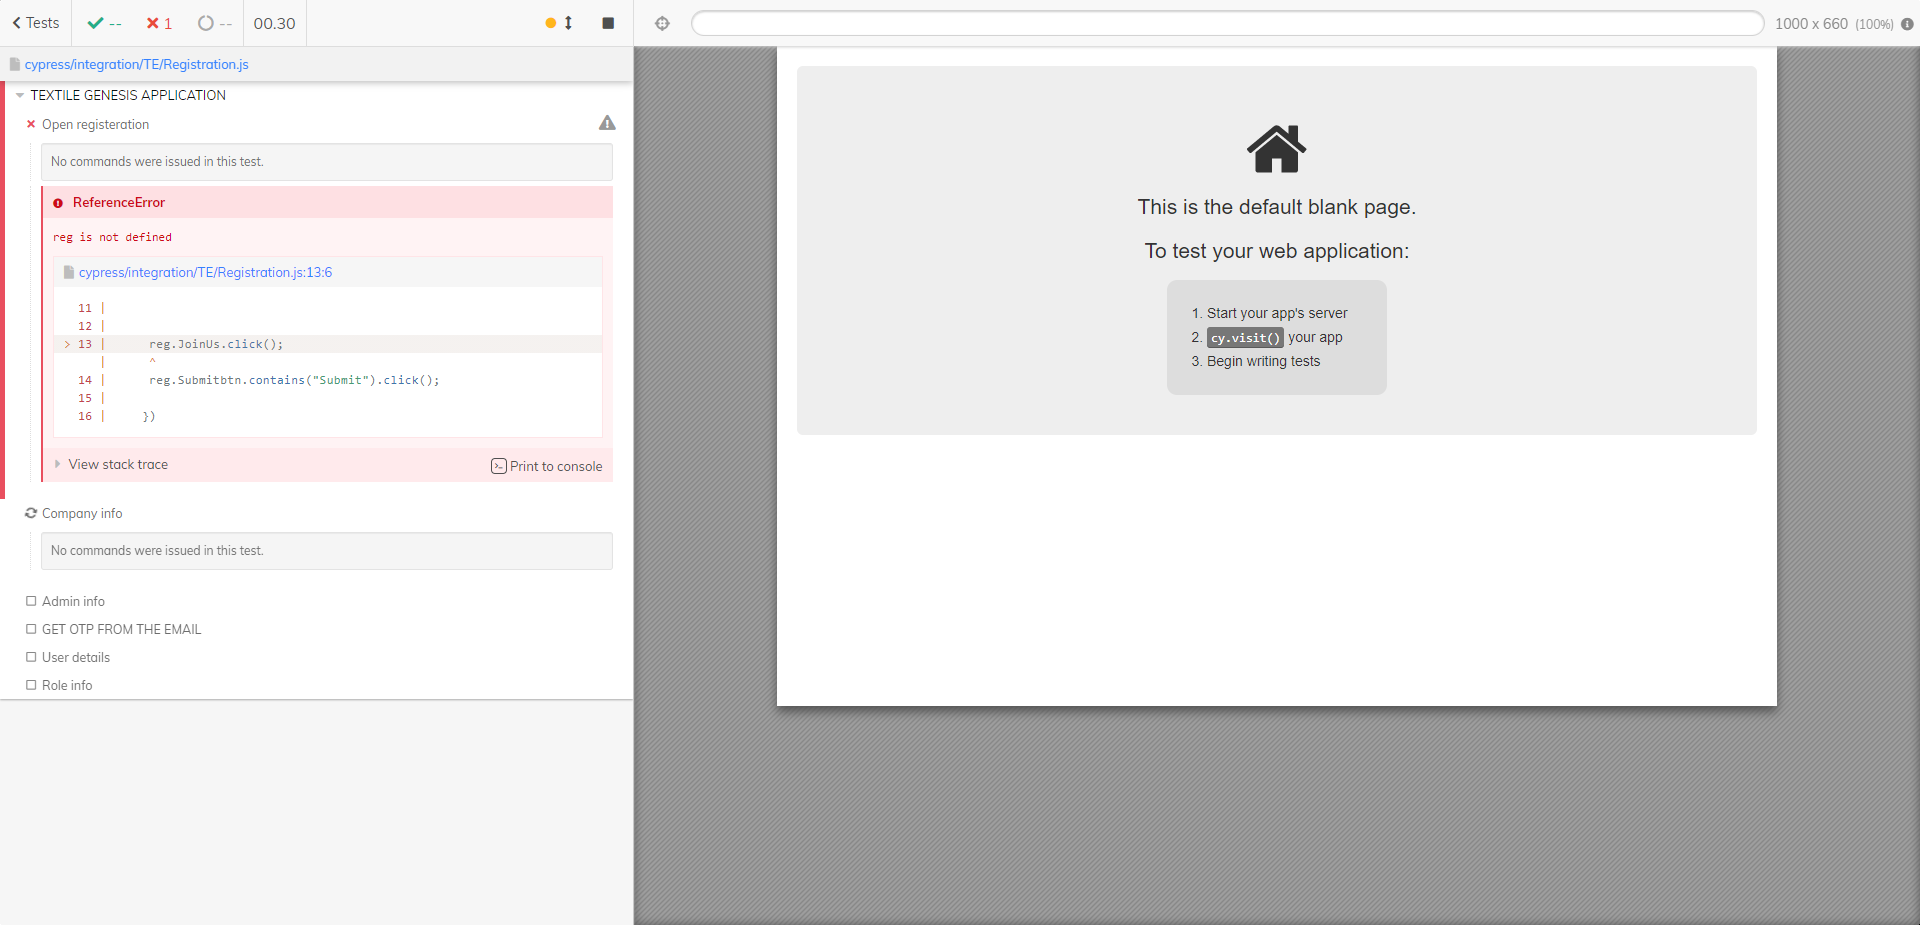 Tests -- 1 -- 00.30
1000 x 660 (100%)
cypress/integration/TE/Registration.js
TEXTILE GENESIS APPLICATION
Open registeration
No commands were issued in this test.
ReferenceError
reg is not defined
cypress/integration/TE/Registration.js:13:6
11 |
12 |
> 13 | reg.JoinUs.click();
| ^
14 | reg.Submitbtn.contains("Submit").click();
15 |
16 | })
View stack trace
Print to console
Company info
No commands were issued in this test.
Admin info
GET OTP FROM THE EMAIL
User details
Role info
This is the default blank page.
To test your web application:
1. Start your app's server
2. cy.visit() your app
3. Begin writing tests